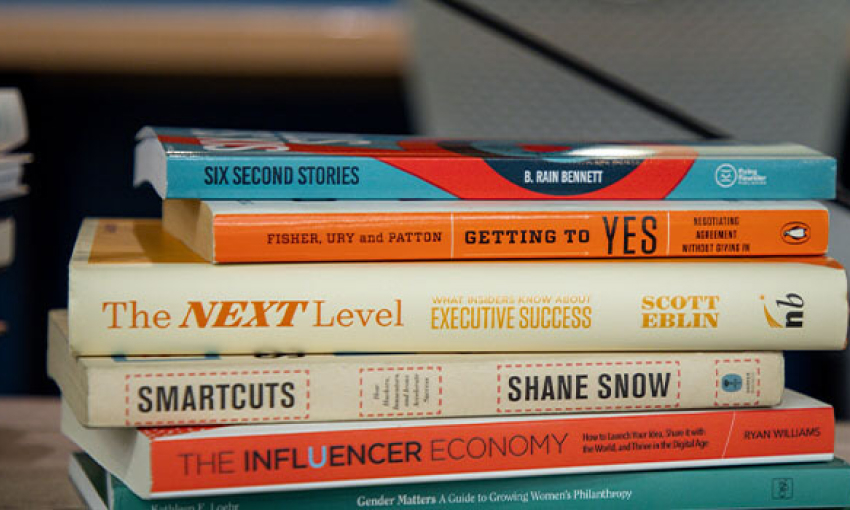 SIX SECOND STORIES B. RAIN BENNETT
FISHER, URY and PATTON GETTING TO YES
NEGOTIATING
AGREEMENT
WITHOUT GIVING IN
The NEXT Level
WHAT INSIDERS KNOW ABOUT
EXECUTIVE SUCCESS
SCOTT
EBLIN
nb
SMARTCUTS
SHANE SNOW
THE INFLUENCER ECONOMY
How to Launch Your Idea, Share it with
the World, and Thrive in the Digital Age
RYAN WILLIAMS
Kathleen E. Loehr Gender Matters A Guide to Growing Women's Philanthropy